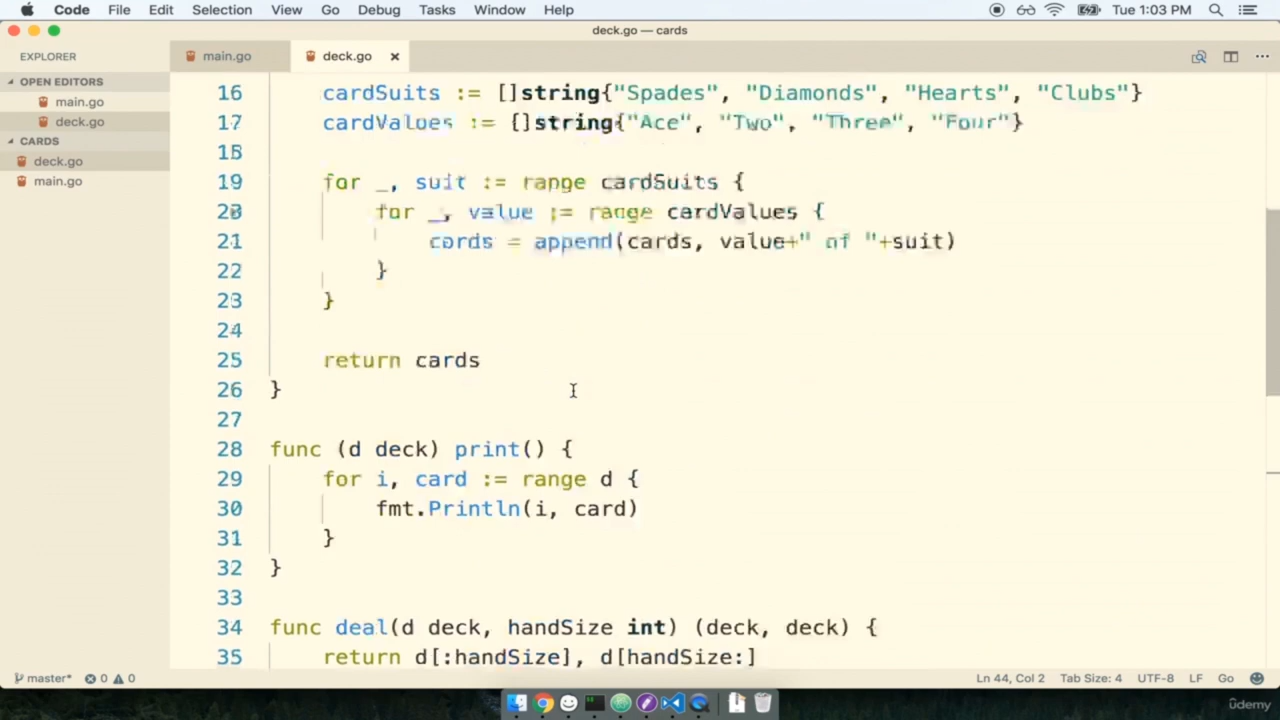 Code File Edit Selection View Go Debug Tasks Window Help Tue 1:03 PM
deck.go — cards
EXPLORER main.go deck.go
OPEN EDITORS
main.go
deck.go
CARDS
deck.go
main.go
16 cardSuits := []string{"Spades", "Diamonds", "Hearts", "Clubs"}
17 cardValues := []string{"Ace", "Two", "Three", "Four"}
18
19 for _, suit := range cardSuits {
20 for _, value := range cardValues {
21 cards = append(cards, value+" of "+suit)
22 }
23 }
24
25 return cards
26 }
27
28 func (d deck) print() {
29 for i, card := range d {
30 fmt.Println(i, card)
31 }
32 }
33
34 func deal(d deck, handSize int) (deck, deck) {
35 return d[:handSize], d[handSize:]
master* 0 0 Ln 44, Col 2 Tab Size: 4 UTF-8 LF Go
udemy